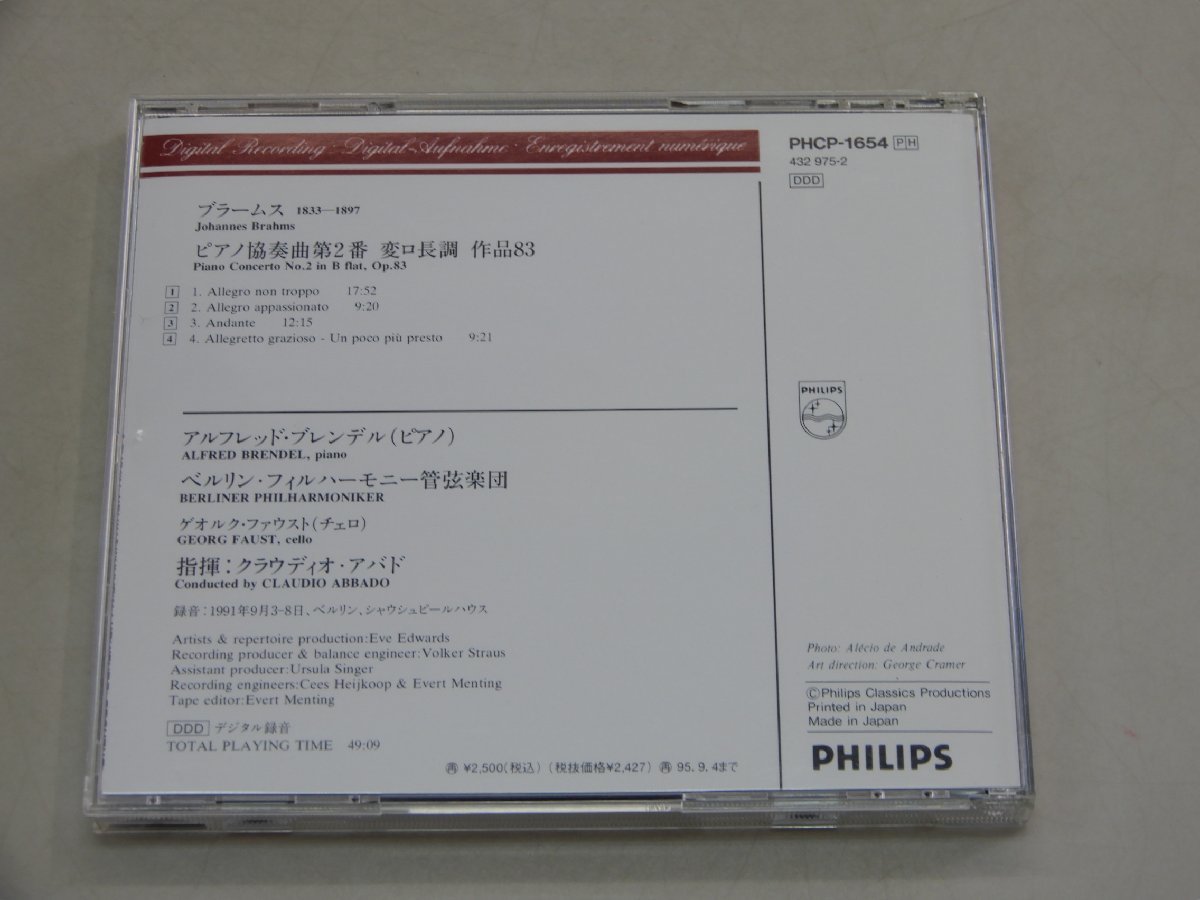 Digital Recording · Digital-Aufnahme · Enregistrement numérique
PHCP-1654 PH
432 975-2
DDD
ブラームス 1833—1897
Johannes Brahms
ピアノ協奏曲第2番 変ロ長調 作品83
Piano Concerto No.2 in B flat, Op.83
1 1. Allegro non troppo 17:52
2 2. Allegro appassionato 9:20
3 3. Andante 12:15
4 4. Allegretto grazioso - Un poco più presto 9:21
アルフレッド・ブレンデル(ピアノ)
ALFRED BRENDEL, piano
ベルリン・フィルハーモニー管弦楽団
BERLINER PHILHARMONIKER
ゲオルク・ファウスト(チェロ)
GEORG FAUST, cello
指揮:クラウディオ・アバド
Conducted by CLAUDIO ABBADO
録音:1991年9月3-8日、ベルリン、シャウシュピールハウス
Artists & repertoire production:Eve Edwards
Recording producer & balance engineer:Volker Straus
Assistant producer:Ursula Singer
Recording engineers:Cees Heijkoop & Evert Menting
Tape editor:Evert Menting
DDD デジタル録音
TOTAL PLAYING TIME 49:09
再 ¥2,500(税込)(税抜価格¥2,427) 再 95.9.4まで
PHILIPS
Photo: Alécio de Andrade
Art direction: George Cramer
ⒸPhilips Classics Productions
Printed in Japan
Made in Japan
PHILIPS